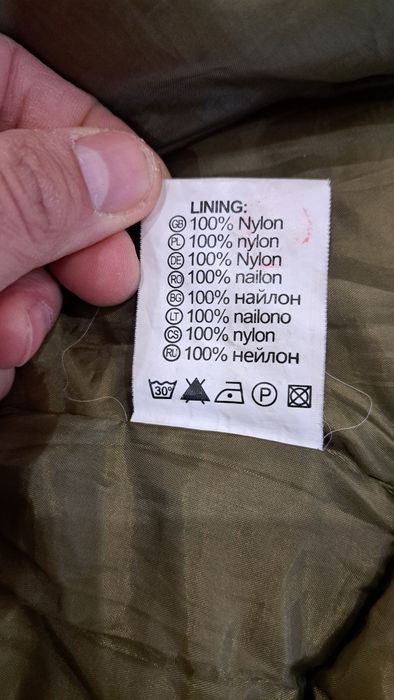 LINING:
GB 100% Nylon
PL 100% nylon
DE 100% Nylon
RO 100% nailon
BG 100% найлон
LT 100% nailono
CS 100% nylon
RU 100% нейлон
30° P